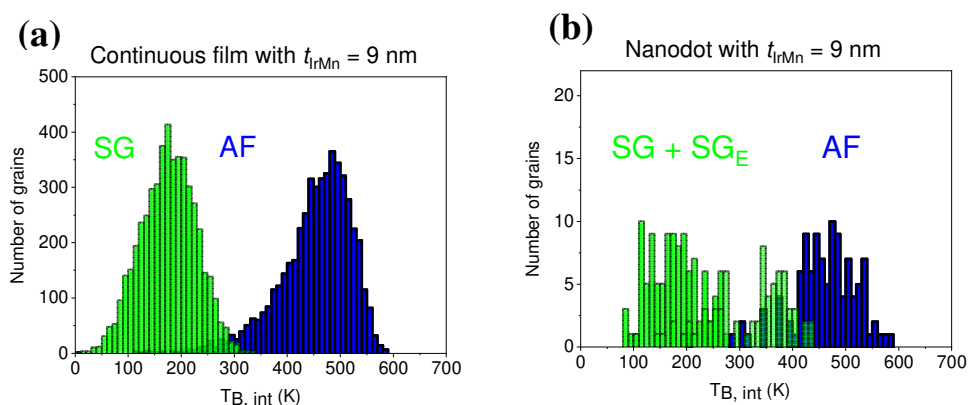 (a)
Continuous film with tIrMn = 9 nm
500
400
300
200
100
0
Number of grains
SG
AF
0 100 200 300 400 500 600 700
TB, int (K)
(b)
Nanodot with tIrMn = 9 nm
20
15
10
5
0
Number of grains
SG + SGE
AF
0 100 200 300 400 500 600 700
TB, int (K)